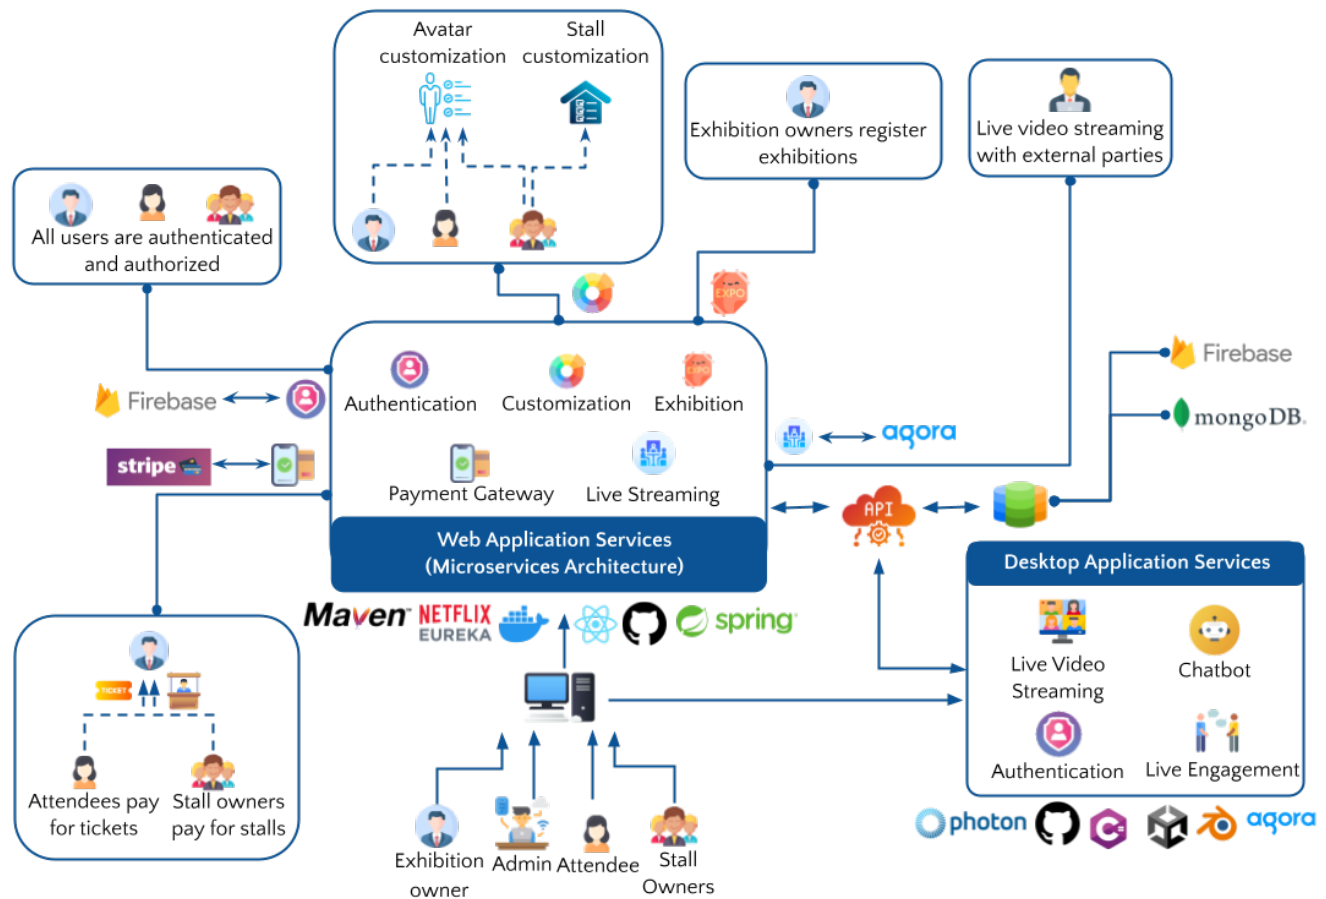 Avatar
customization
Stall
customization
Exhibition owners register
exhibitions
Live video streaming
with external parties
All users are authenticated
and authorized
EXPO
Firebase
stripe
Authentication
Customization
EXPO
Exhibition
Payment Gateway
Live Streaming
Web Application Services
(Microservices Architecture)
agora
API
Firebase
mongoDB®
Maven™
NETFLIX
EUREKA
spring®
Desktop Application Services
Live Video
Streaming
Chatbot
Authentication
Live Engagement
photon
C#
agora
TICKET
Attendees pay
for tickets
Stall owners
pay for stalls
Exhibition
owner
Admin
Attendee
Stall
Owners